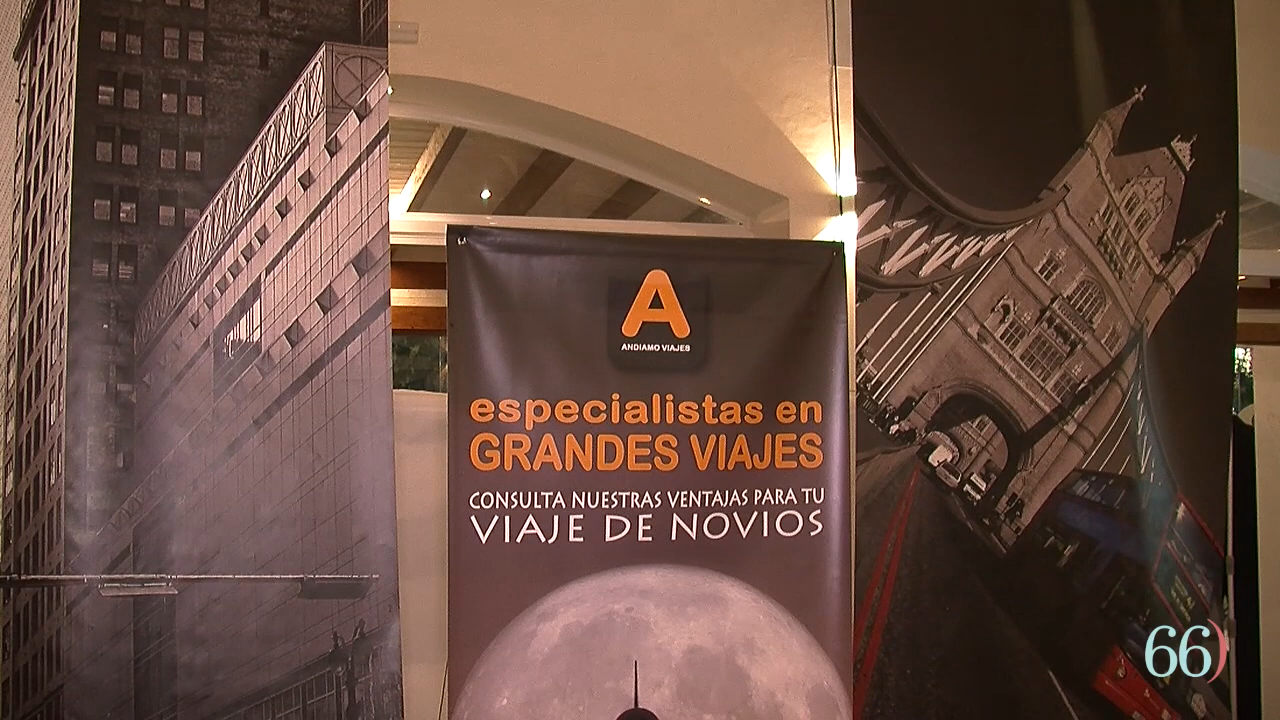 A
ANDIAMO VIAJES
especialistas en
GRANDES VIAJES
CONSULTA NUESTRAS VENTAJAS PARA TU
VIAJE DE NOVIOS
66)